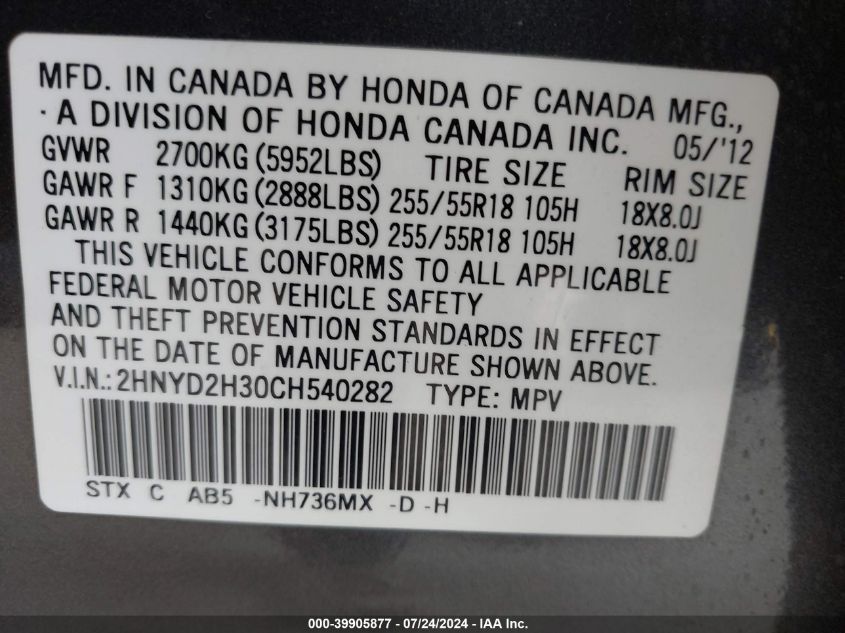 MFD. IN CANADA BY HONDA OF CANADA MFG.,
· A DIVISION OF HONDA CANADA INC. 05/'12
GVWR 2700KG (5952LBS) TIRE SIZE RIM SIZE
GAWR F 1310KG (2888LBS) 255/55R18 105H 18X8.0J
GAWR R 1440KG (3175LBS) 255/55R18 105H 18X8.0J
THIS VEHICLE CONFORMS TO ALL APPLICABLE
FEDERAL MOTOR VEHICLE SAFETY
AND THEFT PREVENTION STANDARDS IN EFFECT
ON THE DATE OF MANUFACTURE SHOWN ABOVE.
V.I.N.: 2HNYD2H30CH540282 TYPE: MPV
STX C AB5 -NH736MX -D -H
000-39905877 - 07/24/2024 - IAA Inc.